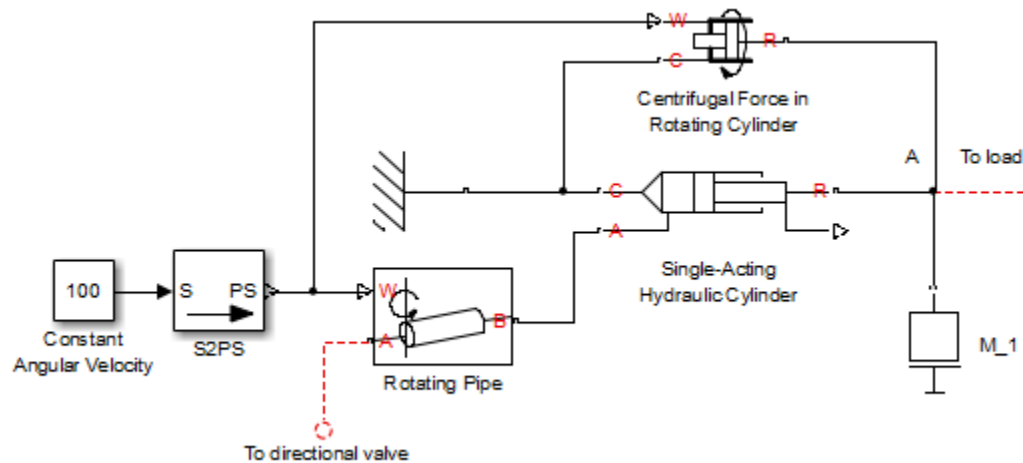 W
R
C
Centrifugal Force in
Rotating Cylinder
A
To load
C
R
A
Single-Acting
Hydraulic Cylinder
100
S PS
W
B
A
M_1
Constant
Angular Velocity
S2PS
Rotating Pipe
To directional valve